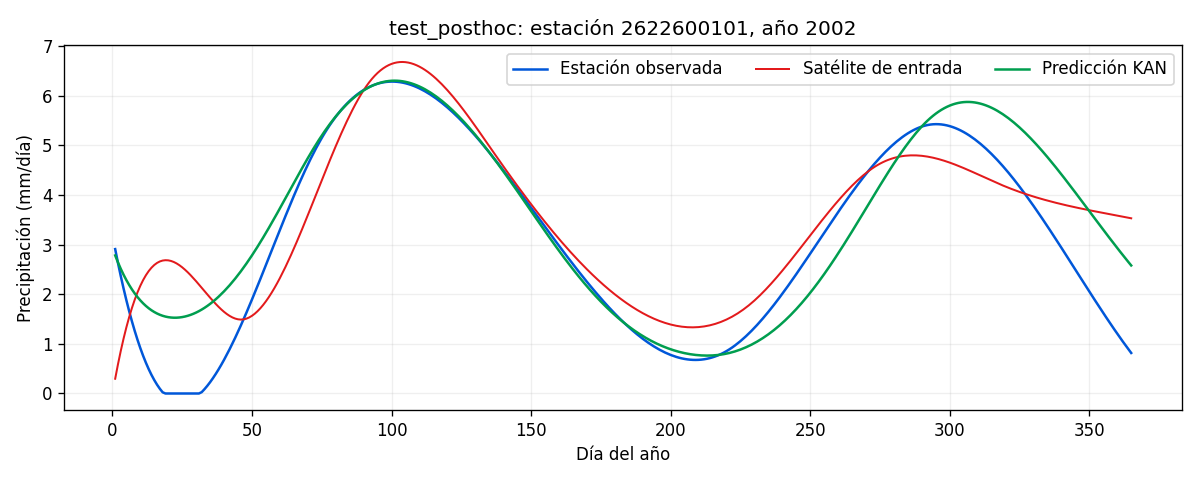 test_posthoc: estación 2622600101, año 2002
Estación observada
Satélite de entrada
Predicción KAN
Precipitación (mm/día)
7
6
5
4
3
2
1
0
0
50
100
150
200
250
300
350
Día del año